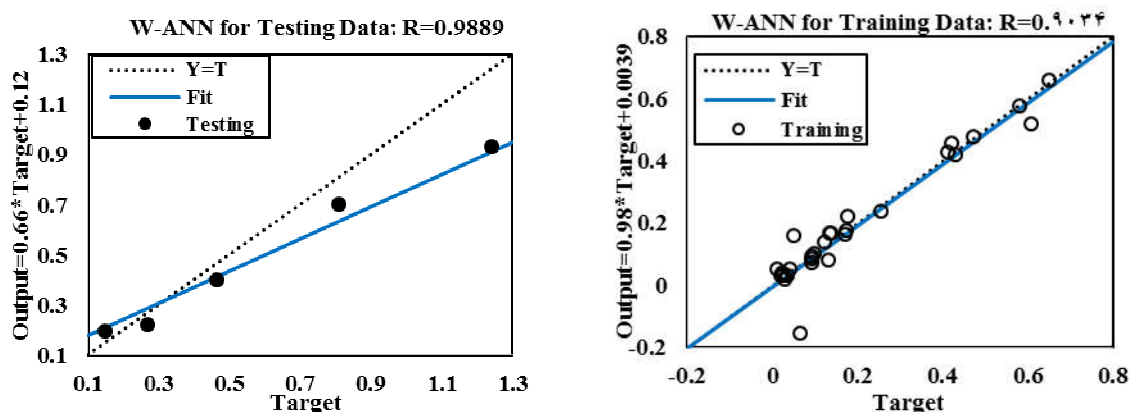 W-ANN for Testing Data: R=0.9889
Output=0.66*Target+0.12
1.3
1.1
0.9
0.7
0.5
0.3
0.1
Y=T
Fit
Testing
0.1 0.3 0.5 0.7 0.9 1.1 1.3
Target
W-ANN for Training Data: R=0.۹۰۳۴
Output=0.98*Target+0.0039
0.8
0.6
0.4
0.2
0
-0.2
Y=T
Fit
Training
-0.2 0 0.2 0.4 0.6 0.8
Target